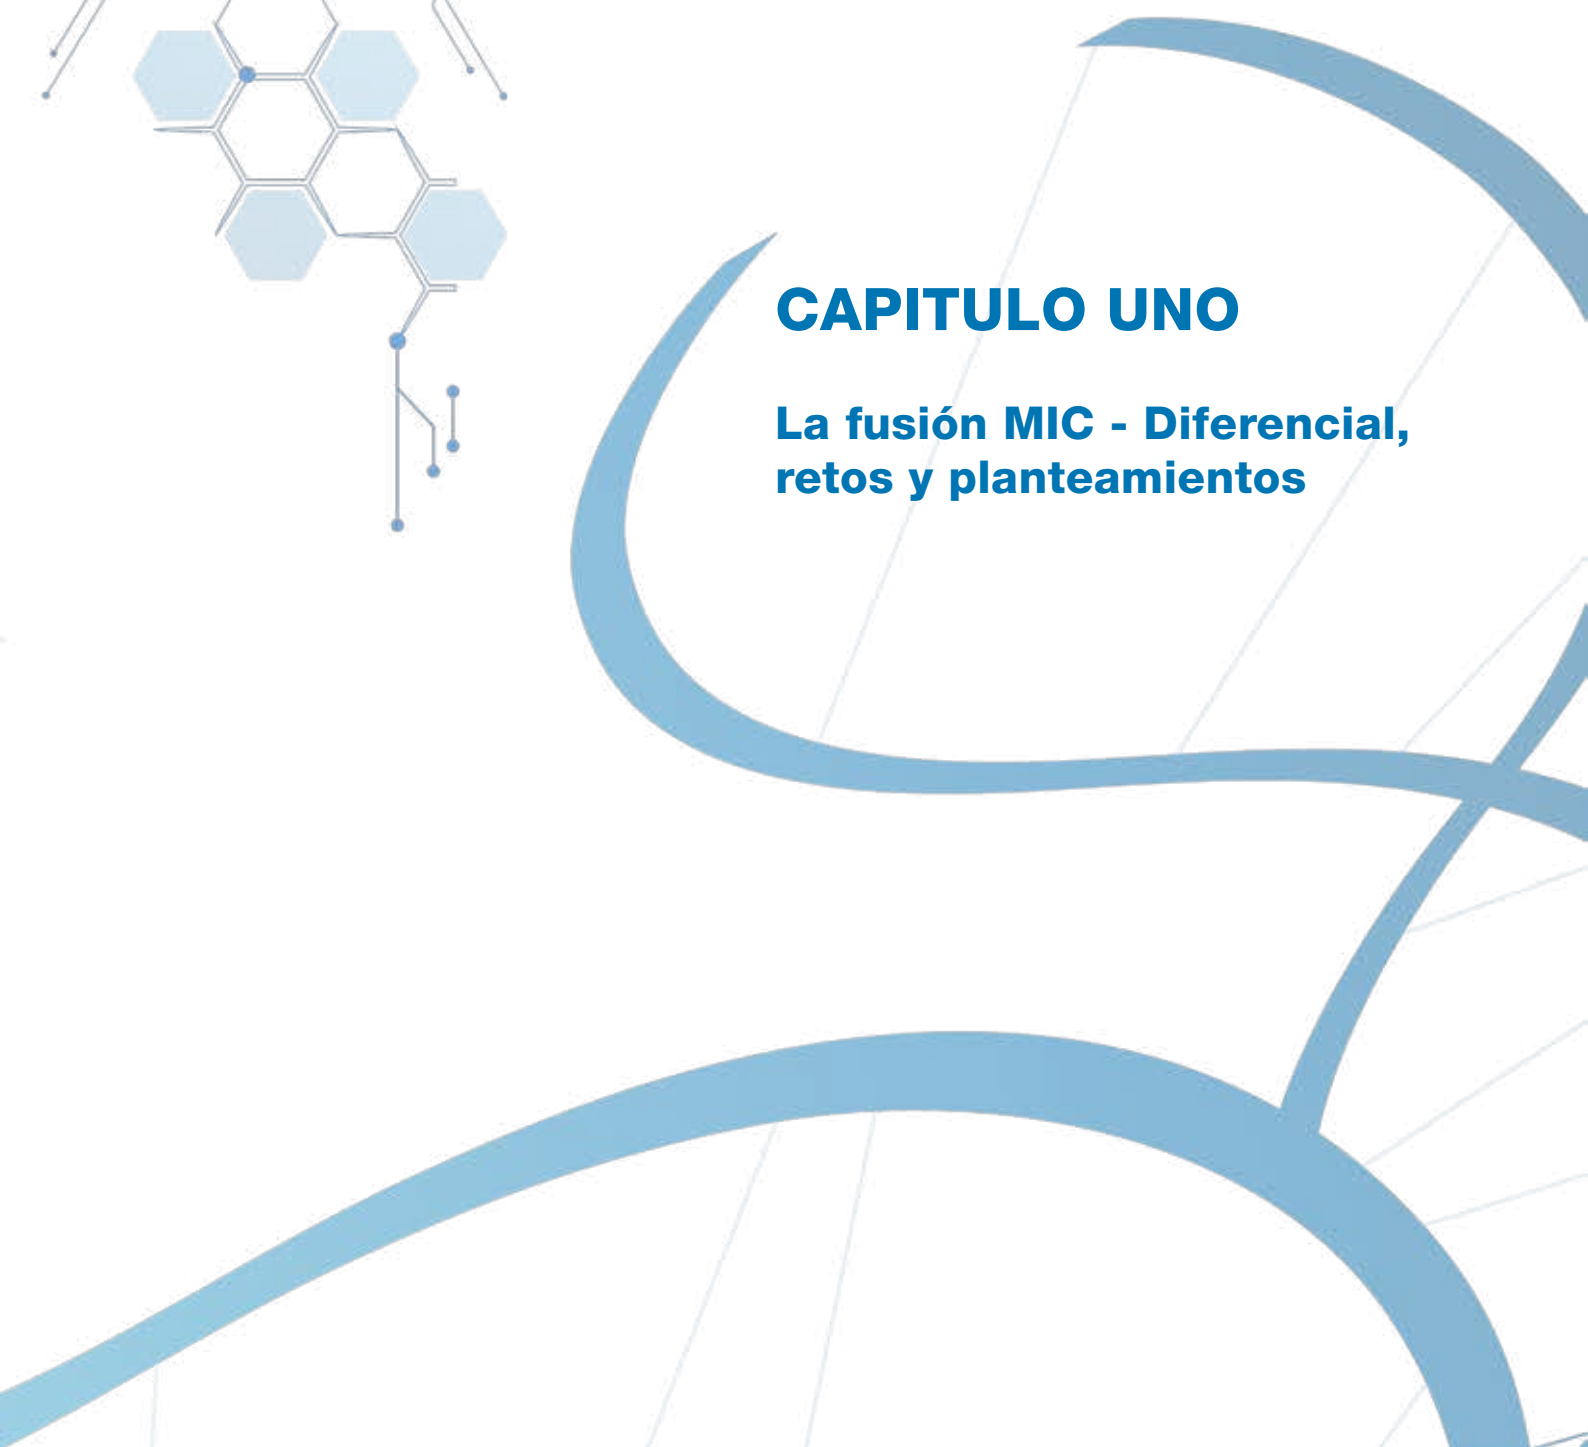 CAPITULO UNO
La fusión MIC - Diferencial,
retos y planteamientos